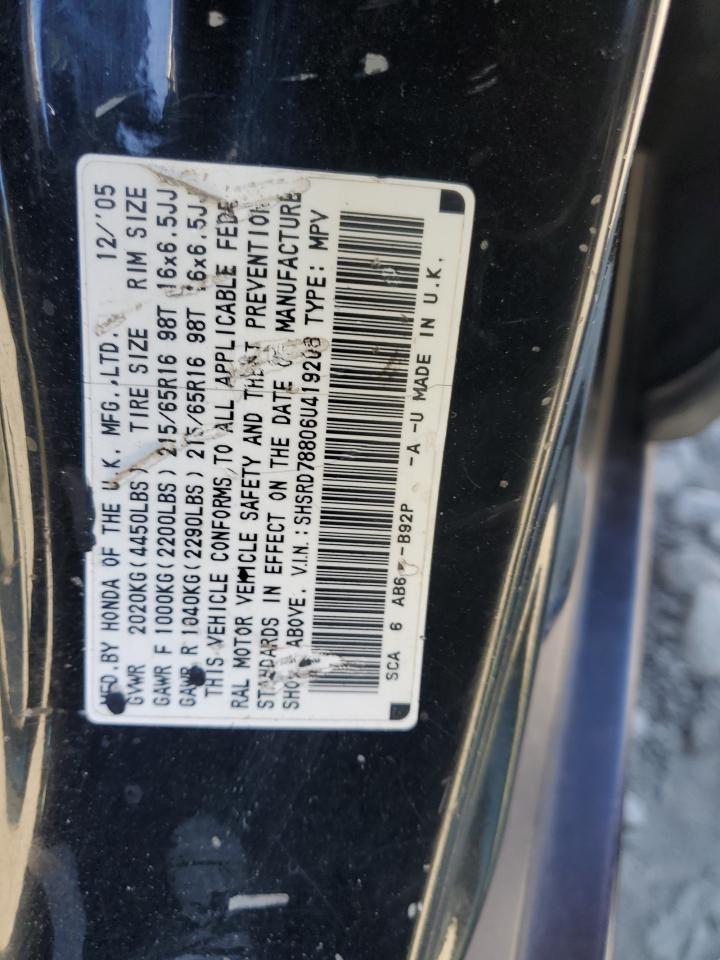 MFD.BY HONDA OF THE U.K. MFG.,LTD. 12/'05
GVWR 2020KG(4450LBS) TIRE SIZE RIM SIZE
GAWR F 1000KG(2200LBS) 215/65R16 98T 16x6.5JJ
GAWR R 1040KG(2290LBS) 215/65R16 98T 16x6.5JJ
THIS VEHICLE CONFORMS TO ALL APPLICABLE FEDE
RAL MOTOR VEHICLE SAFETY AND THEFT PREVENTION
STANDARDS IN EFFECT ON THE DATE OF MANUFACTURE
SHOWN ABOVE. V.I.N.: SHSRD78806U419208 TYPE: MPV
SCA 6 -B92P -A -U MADE IN U.K.